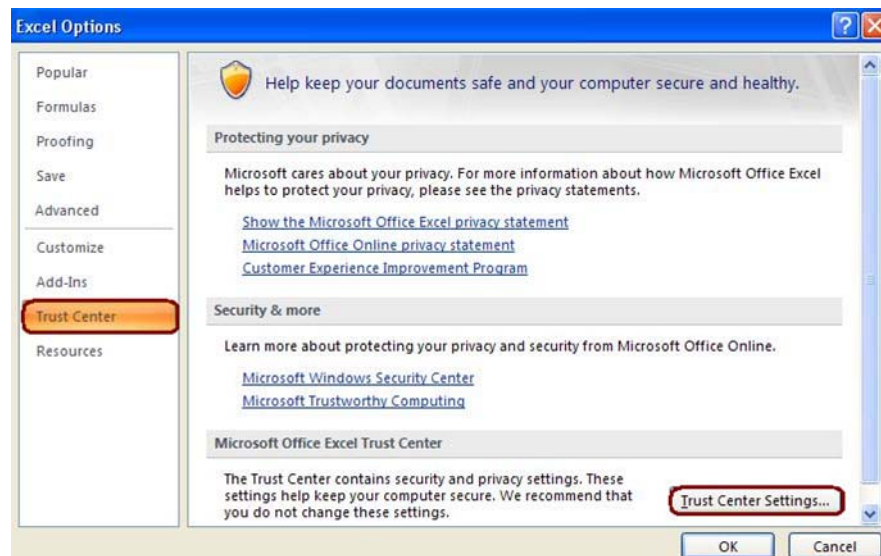 Excel Options
Popular
Formulas
Proofing
Save
Advanced
Customize
Add-Ins
Trust Center
Resources
Help keep your documents safe and your computer secure and healthy.
Protecting your privacy
Microsoft cares about your privacy. For more information about how Microsoft Office Excel
helps to protect your privacy, please see the privacy statements.
Show the Microsoft Office Excel privacy statement
Microsoft Office Online privacy statement
Customer Experience Improvement Program
Security & more
Learn more about protecting your privacy and security from Microsoft Office Online.
Microsoft Windows Security Center
Microsoft Trustworthy Computing
Microsoft Office Excel Trust Center
The Trust Center contains security and privacy settings. These
settings help keep your computer secure. We recommend that
you do not change these settings.
Trust Center Settings...
OK
Cancel